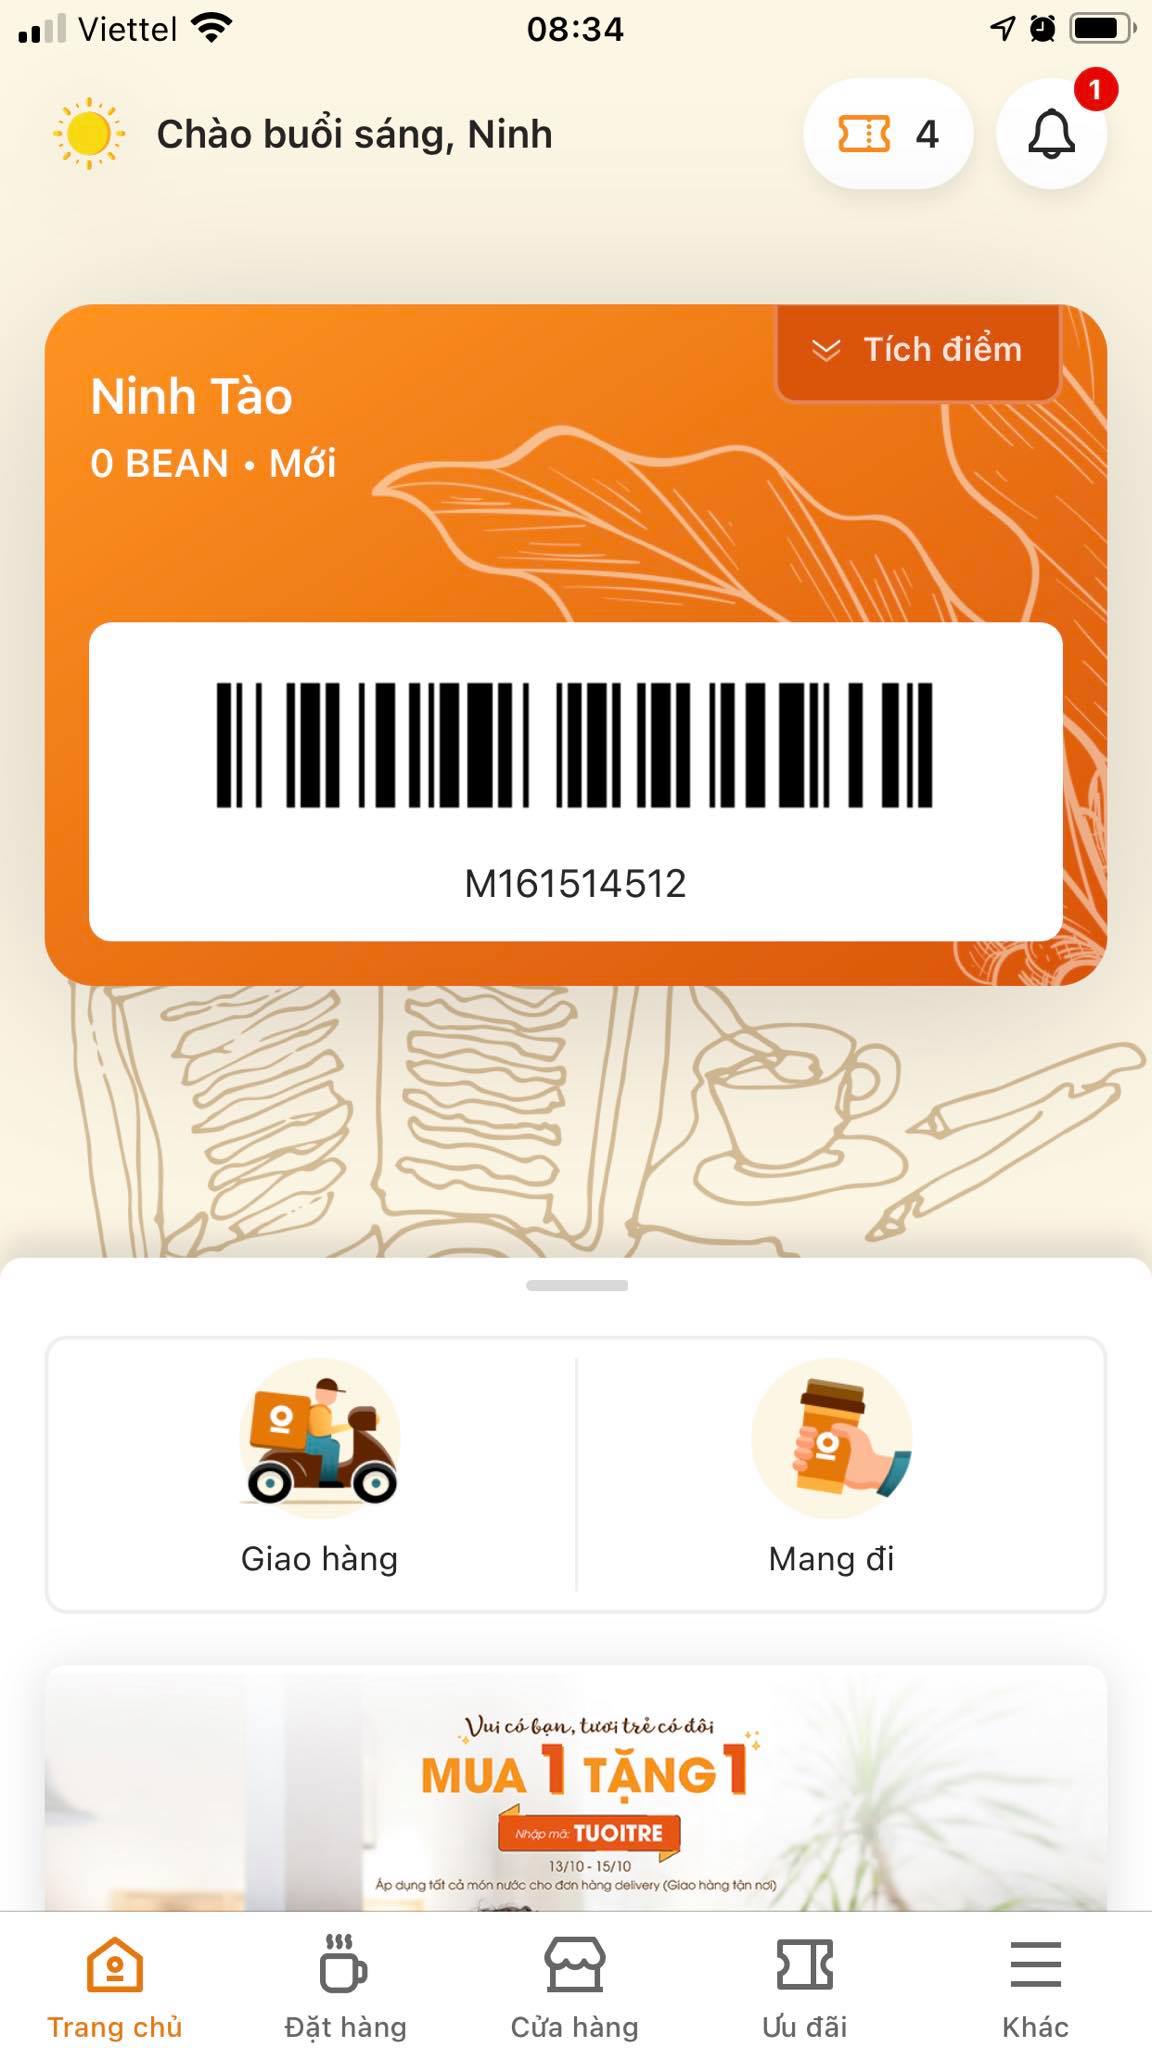 Viettel
08:34
Chào buổi sáng, Ninh
4
1
Tích điểm
Ninh Tào
0 BEAN • Mới
M161514512
Giao hàng
Mang đi
Vui có bạn, tươi trẻ có đôi
MUA 1 TẶNG 1
Nhập mã: TUOITRE
13/10 - 15/10
Áp dụng tất cả món nước cho đơn hàng delivery (Giao hàng tận nơi)
Trang chủ
Đặt hàng
Cửa hàng
Ưu đãi
Khác